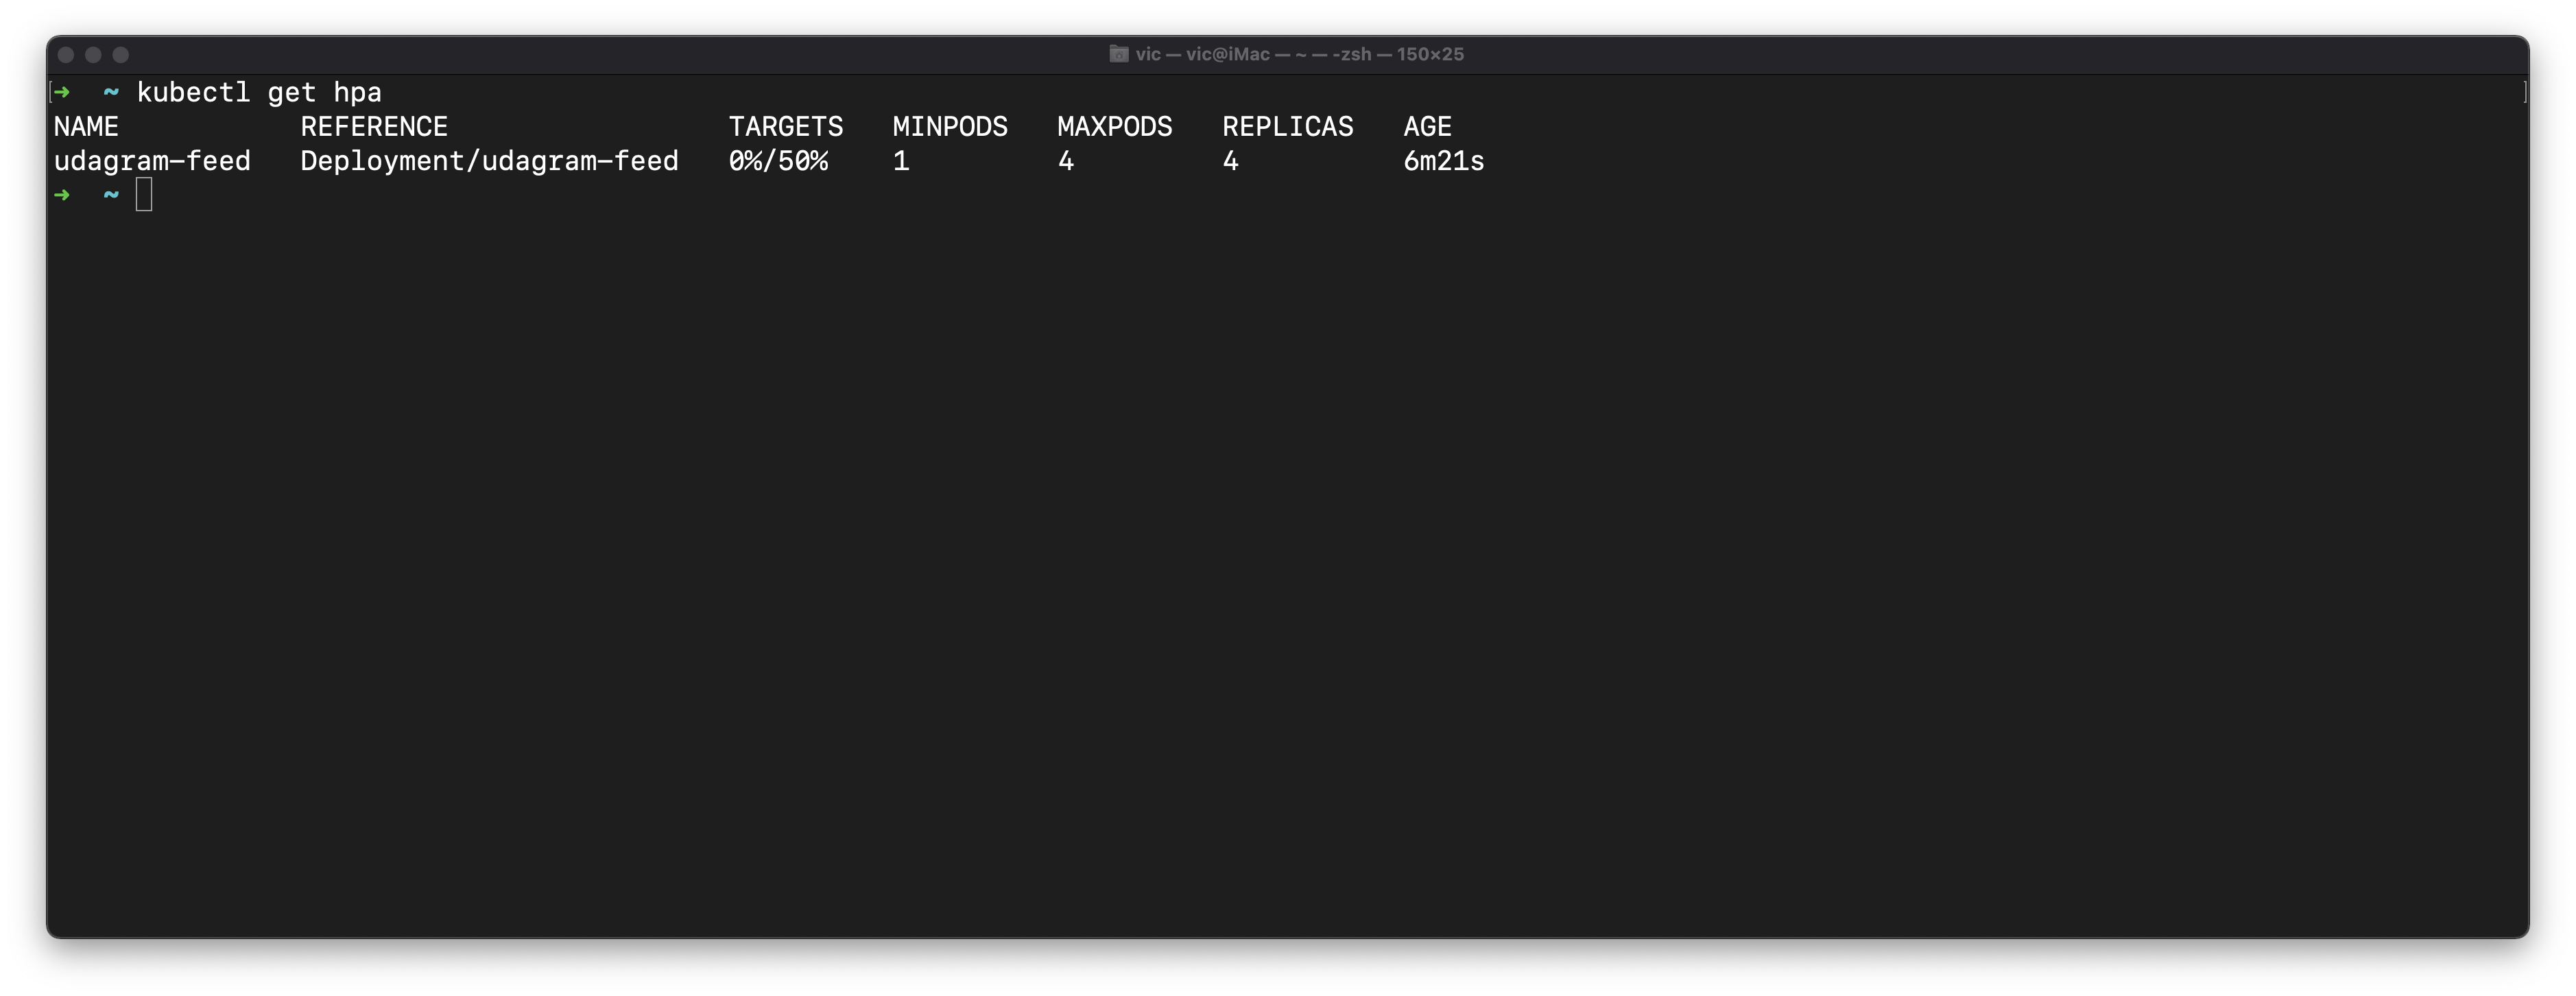 vic — vic@iMac — ~ — -zsh — 150×25
[➜  ~ kubectl get hpa ]
NAME           REFERENCE                 TARGETS   MINPODS   MAXPODS   REPLICAS   AGE
udagram-feed   Deployment/udagram-feed   0%/50%    1         4         4          6m21s
➜  ~